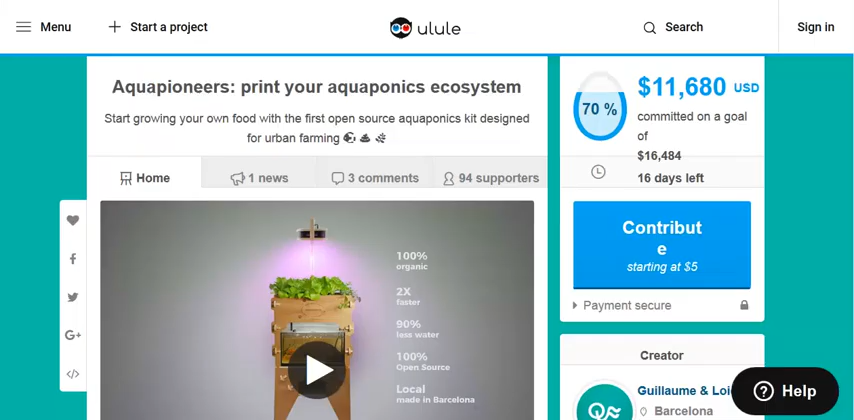 Menu
Start a project
ulule
Search
Sign in
Aquapioneers: print your aquaponics ecosystem
Start growing your own food with the first open source aquaponics kit designed
for urban farming
Home
1 news
3 comments
94 supporters
100%
organic
2X
faster
90%
less water
100%
Open Source
Local
made in Barcelona
70 %
$11,680 USD
committed on a goal
of
$16,484
16 days left
Contribut
e
starting at $5
Payment secure
Creator
Guillaume & Loi
Barcelona
Help